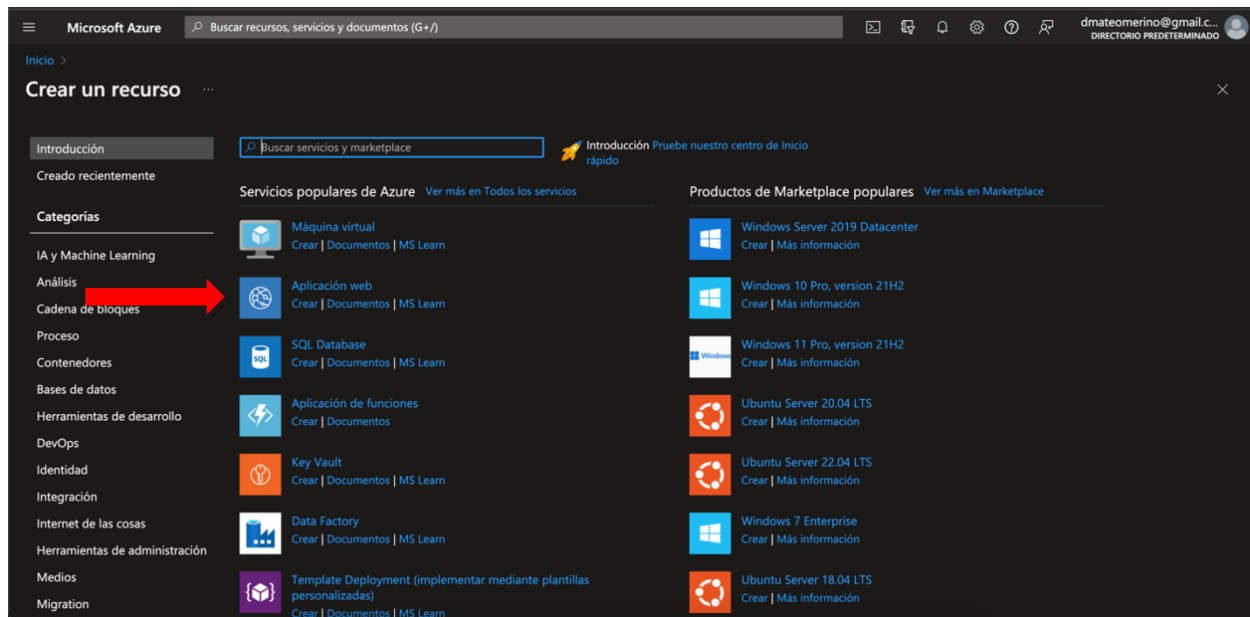 Microsoft Azure
Buscar recursos, servicios y documentos (G+/)
dmateomerino@gmail.c...
DIRECTORIO PREDETERMINADO
Inicio >
Crear un recurso ...
Introducción
Creado recientemente
Categorías
IA y Machine Learning
Análisis
Cadena de bloques
Proceso
Contenedores
Bases de datos
Herramientas de desarrollo
DevOps
Identidad
Integración
Internet de las cosas
Herramientas de administración
Medios
Migration
Buscar servicios y marketplace
Introducción Pruebe nuestro centro de Inicio
rápido
Servicios populares de Azure Ver más en Todos los servicios
Máquina virtual
Crear | Documentos | MS Learn
Aplicación web
Crear | Documentos | MS Learn
SQL
SQL Database
Crear | Documentos | MS Learn
Aplicación de funciones
Crear | Documentos
Key Vault
Crear | Documentos | MS Learn
Data Factory
Crear | Documentos | MS Learn
Template Deployment (implementar mediante plantillas
personalizadas)
Crear | Documentos | MS Learn
Productos de Marketplace populares Ver más en Marketplace
Windows Server 2019 Datacenter
Crear | Más información
Windows 10 Pro, version 21H2
Crear | Más información
Windows
Windows 11 Pro, version 21H2
Crear | Más información
Ubuntu Server 20.04 LTS
Crear | Más información
Ubuntu Server 22.04 LTS
Crear | Más información
Windows 7 Enterprise
Crear | Más información
Ubuntu Server 18.04 LTS
Crear | Más información